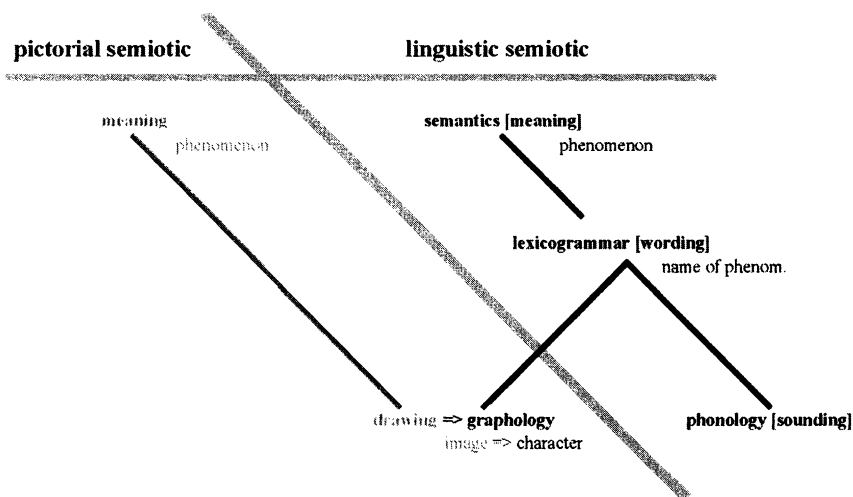 pictorial semiotic
linguistic semiotic
meaning
phenomenon
semantics [meaning]
phenomenon
lexicogrammar [wording]
name of phenom.
drawing => graphology
image => character
phonology [sounding]